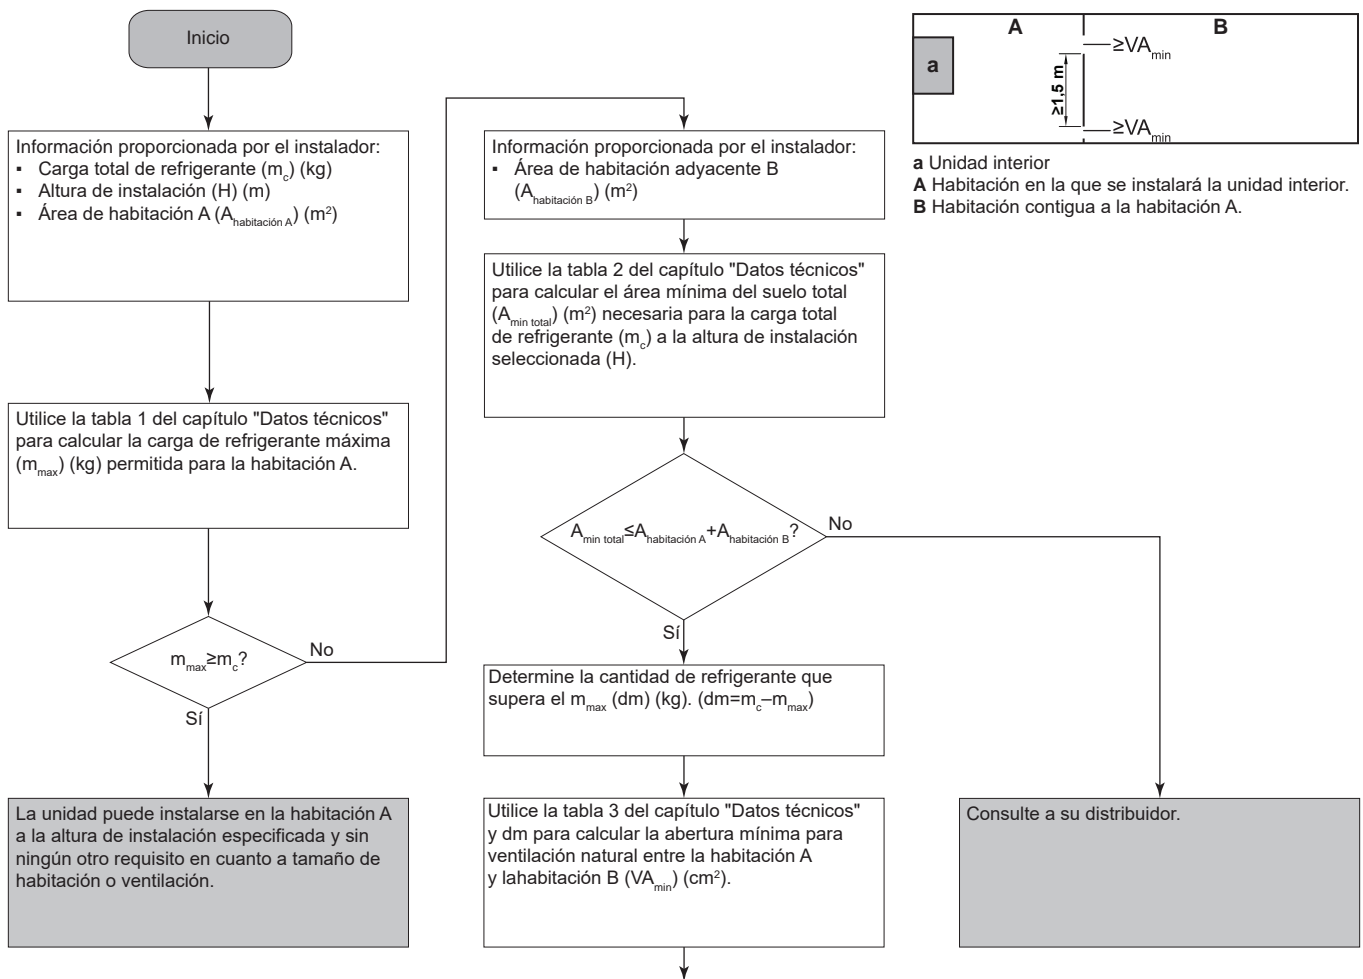 Inicio
Información proporcionada por el instalador:
▪ Carga total de refrigerante (mc) (kg)
▪ Altura de instalación (H) (m)
▪ Área de habitación A (Ahabitación A) (m²)
Utilice la tabla 1 del capítulo "Datos técnicos"
para calcular la carga de refrigerante máxima
(mmax) (kg) permitida para la habitación A.
mmax≥mc?
No
Sí
La unidad puede instalarse en la habitación A
a la altura de instalación especificada y sin
ningún otro requisito en cuanto a tamaño de
habitación o ventilación.
Información proporcionada por el instalador:
▪ Área de habitación adyacente B
(Ahabitación B) (m²)
Utilice la tabla 2 del capítulo "Datos técnicos"
para calcular el área mínima del suelo total
(Amin total) (m²) necesaria para la carga total
de refrigerante (mc) a la altura de instalación
seleccionada (H).
Amin total≤Ahabitación A+Ahabitación B?
No
Sí
Determine la cantidad de refrigerante que
supera el mmax (dm) (kg). (dm=mc–mmax)
Utilice la tabla 3 del capítulo "Datos técnicos"
y dm para calcular la abertura mínima para
ventilación natural entre la habitación A
y lahabitación B (VAmin) (cm²).
Consulte a su distribuidor.
A
B
a
≥VAmin
≥1,5 m
≥VAmin
a Unidad interior
A Habitación en la que se instalará la unidad interior.
B Habitación contigua a la habitación A.